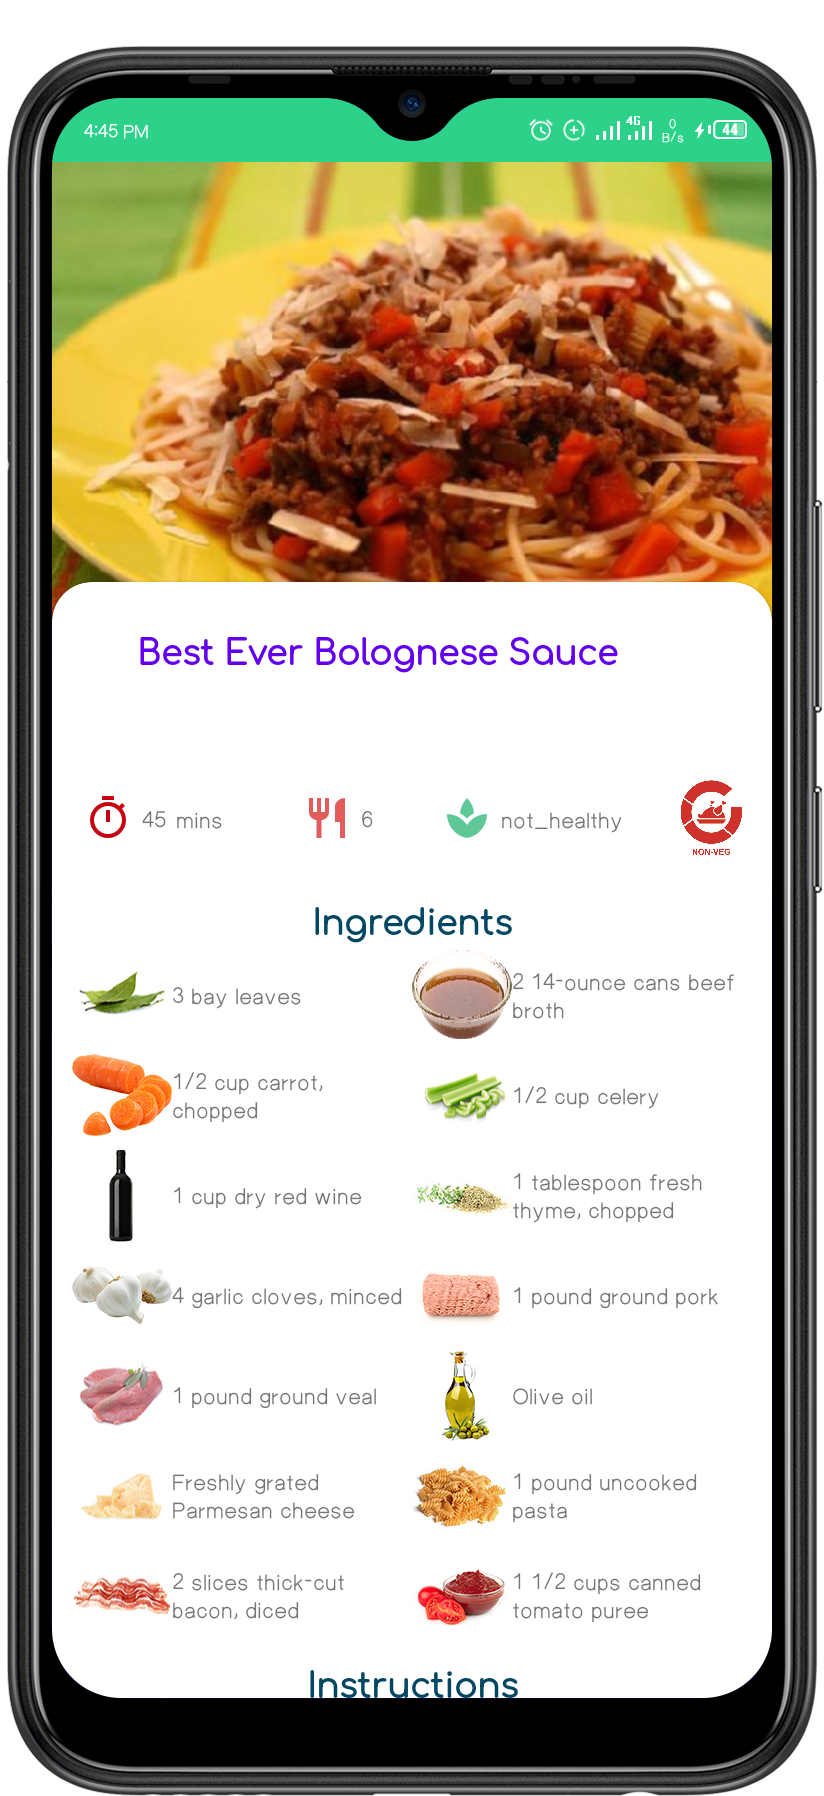 4:45 PM
4G
0
B/s
44
Best Ever Bolognese Sauce
45 mins
6
not_healthy
NON-VEG
Ingredients
3 bay leaves
2 14-ounce cans beef
broth
1/2 cup carrot,
chopped
1/2 cup celery
1 cup dry red wine
1 tablespoon fresh
thyme, chopped
4 garlic cloves, minced
1 pound ground pork
1 pound ground veal
Olive oil
Freshly grated
Parmesan cheese
1 pound uncooked
pasta
2 slices thick-cut
bacon, diced
1 1/2 cups canned
tomato puree
Instructions